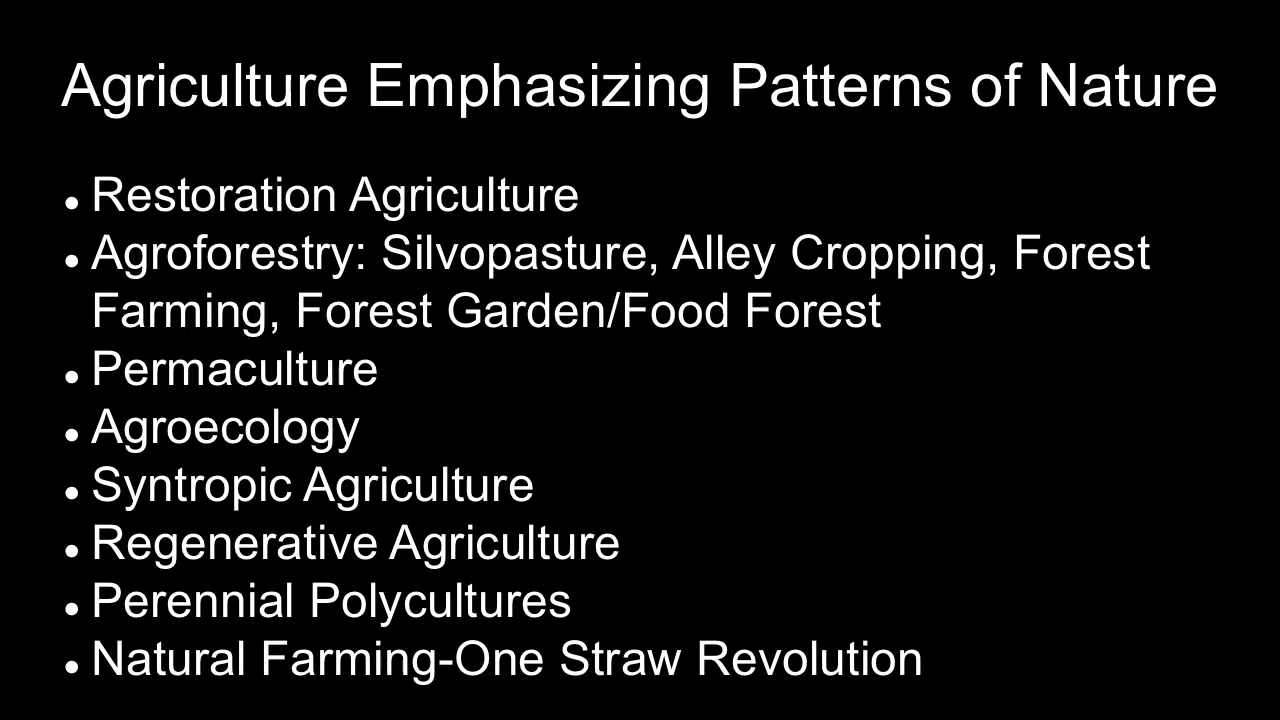 Agriculture Emphasizing Patterns of Nature
● Restoration Agriculture
● Agroforestry: Silvopasture, Alley Cropping, Forest
Farming, Forest Garden/Food Forest
● Permaculture
● Agroecology
● Syntropic Agriculture
● Regenerative Agriculture
● Perennial Polycultures
● Natural Farming-One Straw Revolution